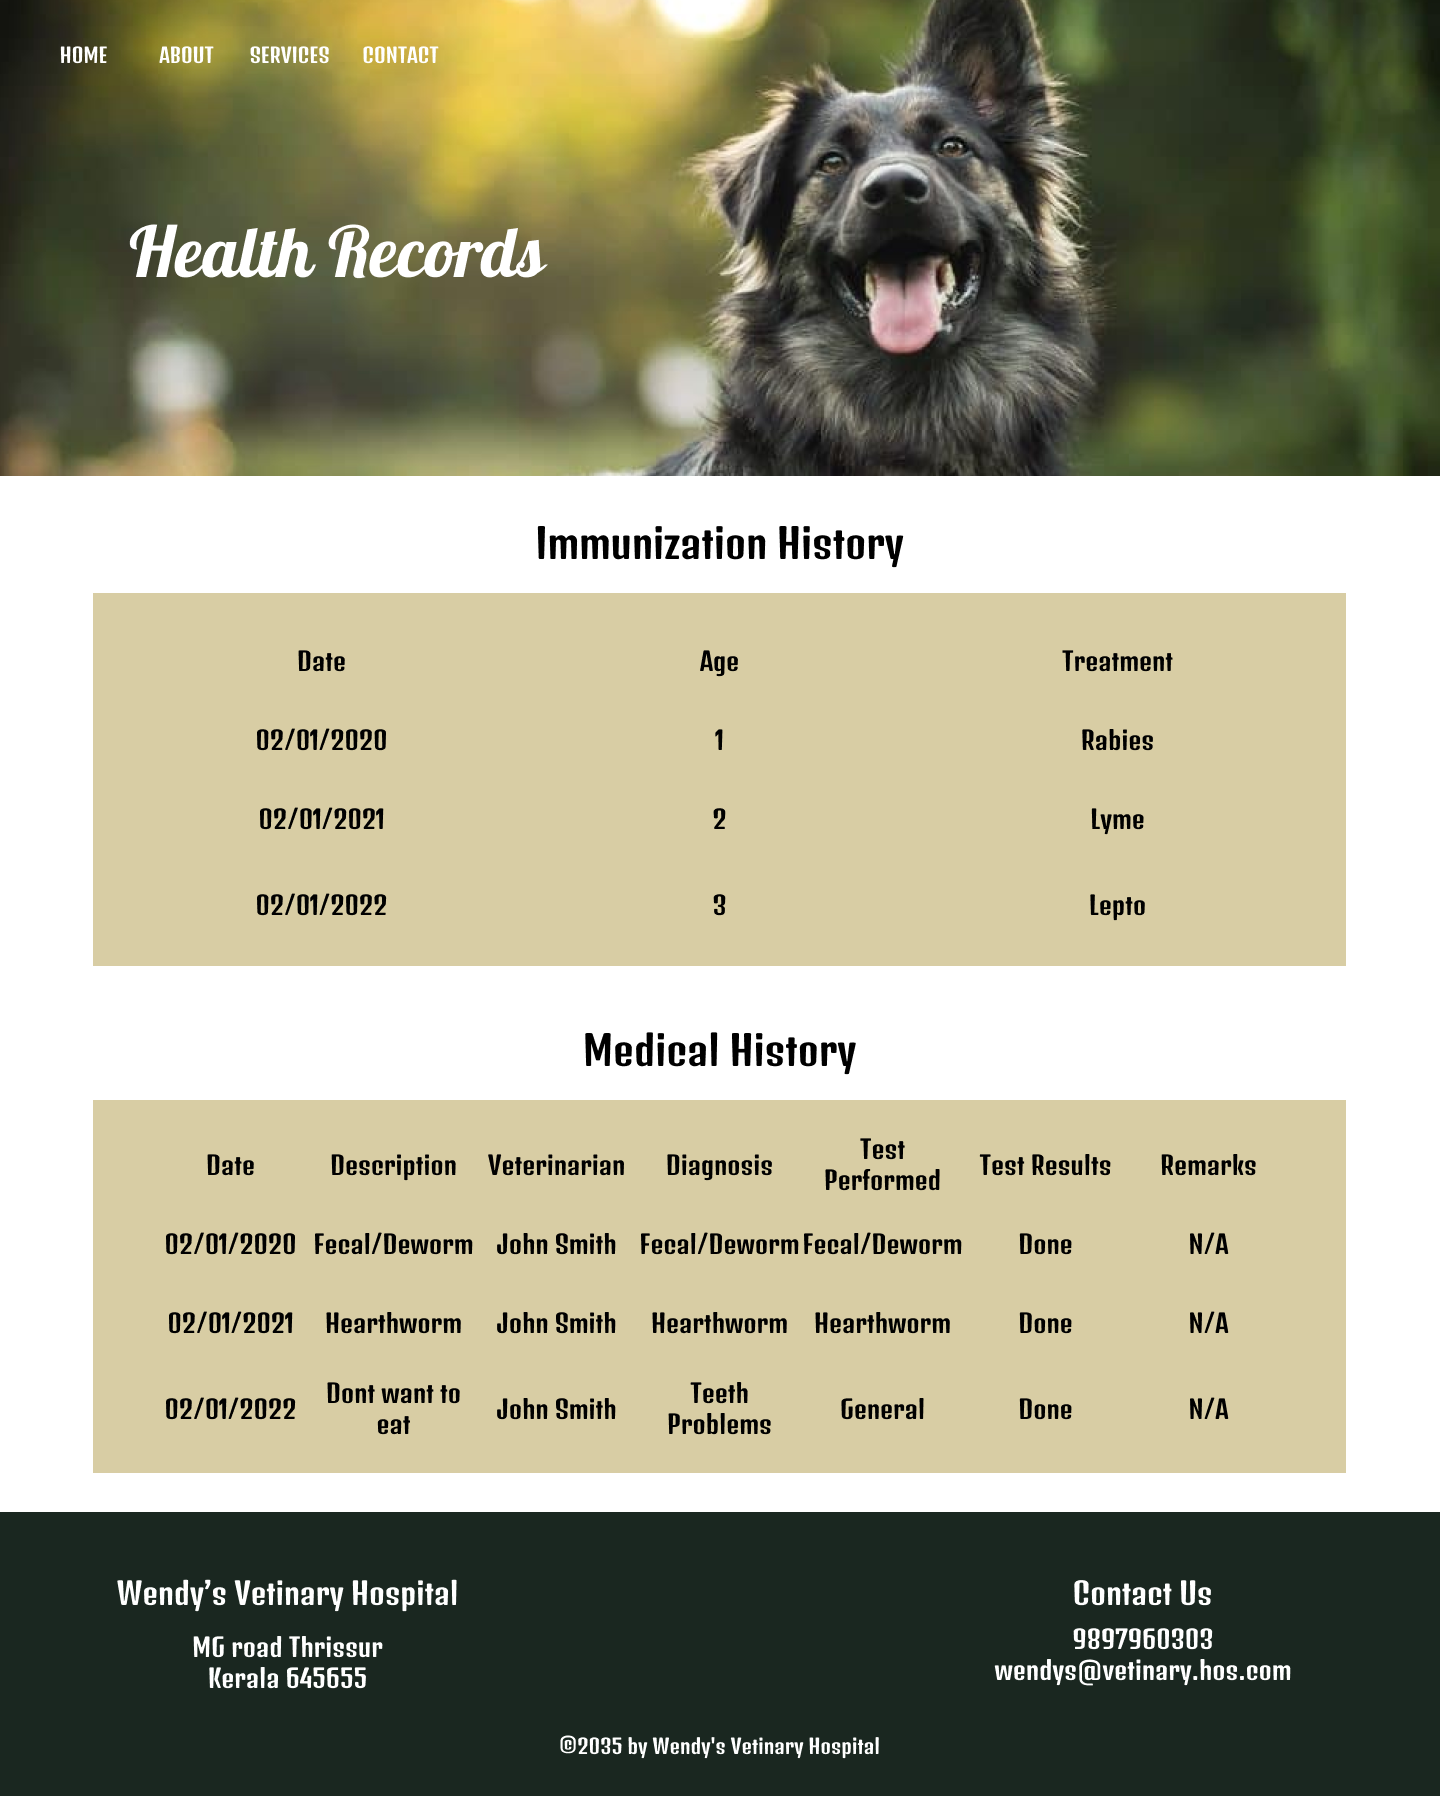 HOME ABOUT SERVICES CONTACT
Health Records
Immunization History
Date Age Treatment
02/01/2020 1 Rabies
02/01/2021 2 Lyme
02/01/2022 3 Lepto
Medical History
Date Description Veterinarian Diagnosis Test Performed Test Results Remarks
02/01/2020 Fecal/Deworm John Smith Fecal/Deworm Fecal/Deworm Done N/A
02/01/2021 Hearthworm John Smith Hearthworm Hearthworm Done N/A
02/01/2022 Dont want to eat John Smith Teeth Problems General Done N/A
Wendy’s Vetinary Hospital
MG road Thrissur
Kerala 645655
Contact Us
9897960303
wendys@vetinary.hos.com
©2035 by Wendy's Vetinary Hospital